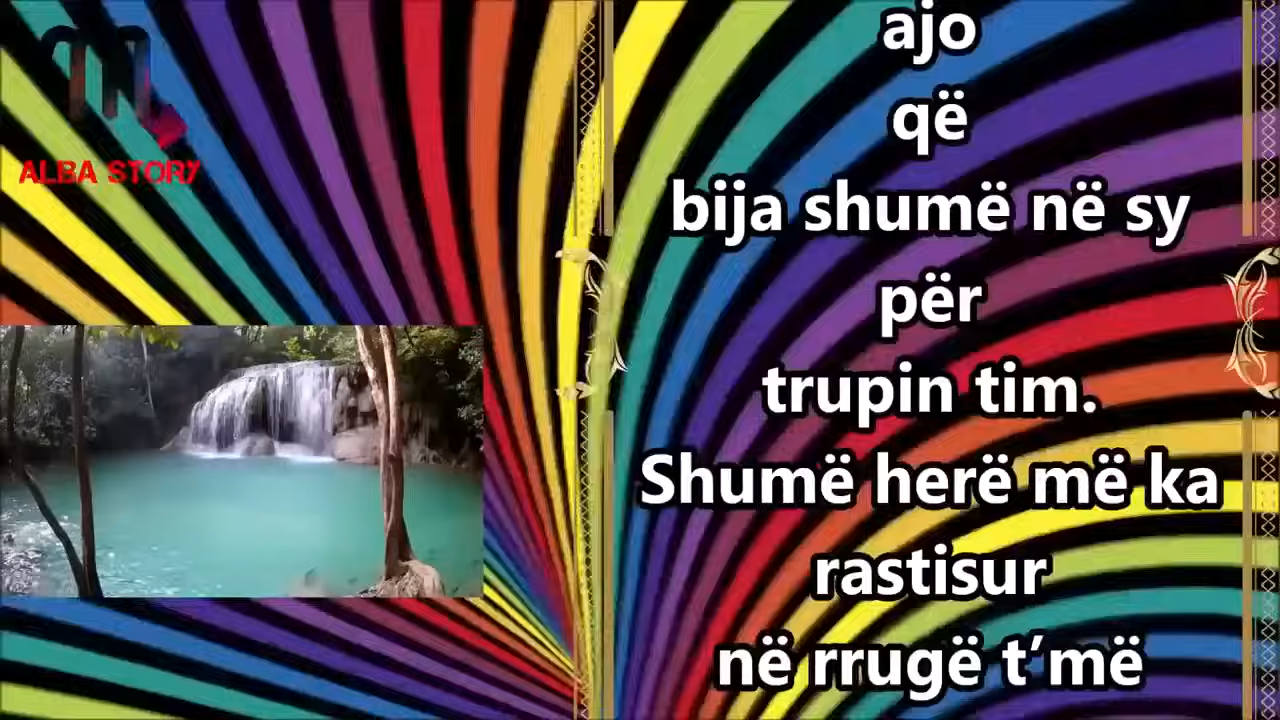 ALBA STORY
ajo
që
bija shumë në sy
për
trupin tim.
Shumë herë më ka
rastisur
në rrugë t’më